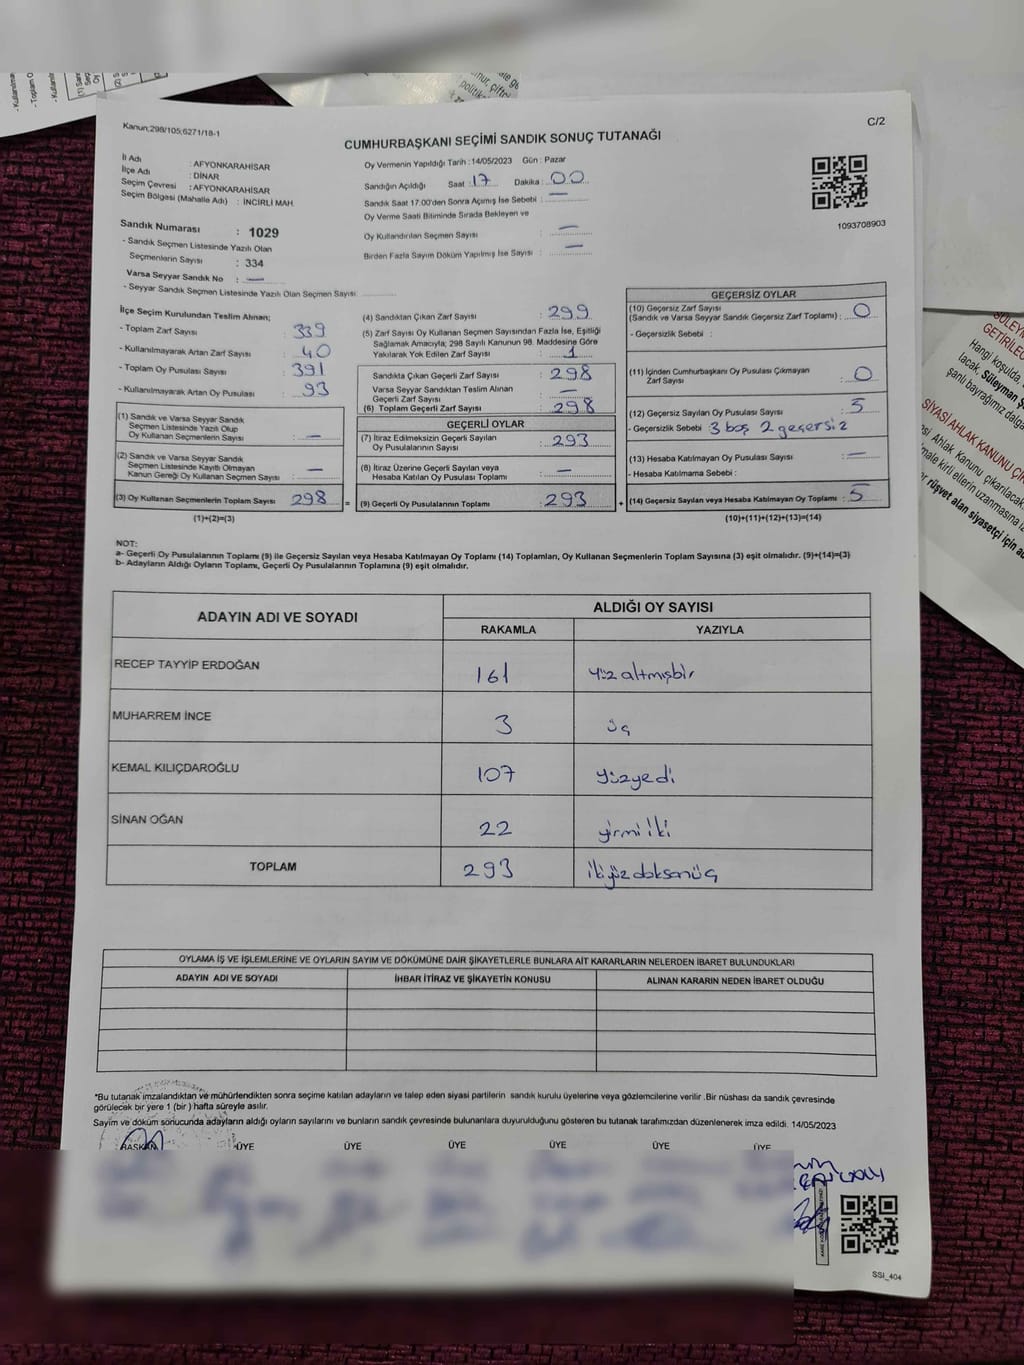 Kanun;298/105;6271/18-1
C/2
CUMHURBAŞKANI SEÇİMİ SANDIK SONUÇ TUTANAĞI
İl Adı : AFYONKARAHİSAR
İlçe Adı : DİNAR
Seçim Çevresi : AFYONKARAHİSAR
Seçim Bölgesi (Mahalle Adı) : İNCİRLİ MAH.
Oy Vermenin Yapıldığı Tarih :14/05/2023 Gün : Pazar
Sandığın Açıldığı Saat :17 Dakika :00
Sandık Saat 17:00'den Sonra Açımış İse Sebebi : —
Oy Verme Saati Bitiminde Sırada Bekleyen ve
Oy Kullandırılan Seçmen Sayısı : —
Birden Fazla Sayım Döküm Yapılmış İse Sayısı : —
1093708903
Sandık Numarası : 1029
- Sandık Seçmen Listesinde Yazılı Olan
Seçmenlerin Sayısı : 334
Varsa Seyyar Sandık No : —
- Seyyar Sandık Seçmen Listesinde Yazılı Olan Seçmen Sayısı :
İlçe Seçim Kurulundan Teslim Alınan;
- Toplam Zarf Sayısı : 339
- Kullanılmayarak Artan Zarf Sayısı : 40
- Toplam Oy Pusulası Sayısı : 391
- Kullanılmayarak Artan Oy Pusulası : 93
(1) Sandık ve Varsa Seyyar Sandık
Seçmen Listesinde Yazılı Olup
Oy Kullanan Seçmenlerin Sayısı : —
(2) Sandık ve Varsa Seyyar Sandık
Seçmen Listesinde Kayıtlı Olmayan
Kanun Gereği Oy Kullanan Seçmen Sayısı : —
(3) Oy Kullanan Seçmenlerin Toplam Sayısı : 298 =
(1)+(2)=(3)
(4) Sandıktan Çıkan Zarf Sayısı : 299
(5) Zarf Sayısı Oy Kullanan Seçmen Sayısından Fazla İse, Eşitliği
Sağlamak Amacıyla; 298 Sayılı Kanunun 98. Maddesine Göre
Yakılarak Yok Edilen Zarf Sayısı : 1
Sandıkta Çıkan Geçerli Zarf Sayısı : 298
Varsa Seyyar Sandıktan Teslim Alınan
Geçerli Zarf Sayısı : —
(6) Toplam Geçerli Zarf Sayısı : 298
GEÇERLİ OYLAR
(7) İtiraz Edilmeksizin Geçerli Sayılan
Oy Pusulalarının Sayısı : 293
(8) İtiraz Üzerine Geçerli Sayılan veya
Hesaba Katılan Oy Pusulaları Toplamı : —
(9) Geçerli Oy Pusulalarının Toplamı : 293 +
GEÇERSİZ OYLAR
(10) Geçersiz Zarf Sayısı
(Sandık ve Varsa Seyyar Sandık Geçersiz Zarf Toplamı) : 0
- Geçersizlik Sebebi :
(11) İçinden Cumhurbaşkanı Oy Pusulası Çıkmayan
Zarf Sayısı : 0
(12) Geçersiz Sayılan Oy Pusulası Sayısı : 5
- Geçersizlik Sebebi : 3 boş 2 geçersiz
(13) Hesaba Katılmayan Oy Pusulası Sayısı : —
- Hesaba Katılmama Sebebi :
(14) Geçersiz Sayılan veya Hesaba Katılmayan Oy Toplamı : 5
(10)+(11)+(12)+(13)=(14)
NOT:
a- Geçerli Oy Pusulalarının Toplamı (9) ile Geçersiz Sayılan veya Hesaba Katılmayan Oy Toplamı (14) Toplamları, Oy Kullanan Seçmenlerin Toplam Sayısına (3) eşit olmalıdır. (9)+(14)=(3)
b- Adayların Aldığı Oyların Toplamı, Geçerli Oy Pusulalarının Toplamına (9) eşit olmalıdır.
ADAYIN ADI VE SOYADI ALDIĞI OY SAYISI
RAKAMLA YAZIYLA
RECEP TAYYİP ERDOĞAN 161 yüz altmışbir
MUHARREM İNCE 3 üç
KEMAL KILIÇDAROĞLU 107 yüzyedi
SİNAN OĞAN 22 yirmi iki
TOPLAM 293 ikiyüzdoksanüç
OYLAMA İŞ VE İŞLEMLERİNE VE OYLARIN SAYIM VE DÖKÜMÜNE DAİR ŞİKAYETLERLE BUNLARA AİT KARARLARIN NELERDEN İBARET BULUNDUKLARI
ADAYIN ADI VE SOYADI İHBAR İTİRAZ VE ŞİKAYETİN KONUSU ALINAN KARARIN NEDEN İBARET OLDUĞU
*Bu tutanak imzalandıktan ve mühürlendikten sonra seçime katılan adayların ve talep eden siyasi partilerin sandık kurulu üyelerine veya gözlemcilerine verilir .Bir nüshası da sandık çevresinde
görülecek bir yere 1 (bir ) hafta süreyle asılır.
Sayım ve döküm sonucunda adayların aldığı oyların sayılarını ve bunların sandık çevresinde bulunanlara duyurulduğunu gösteren bu tutanak tarafımızdan düzenlenerek imza edildi. 14/05/2023
BAŞKAN ÜYE ÜYE ÜYE ÜYE ÜYE ÜYE
SSI_404
SİYASİ AHLAK KANUNU